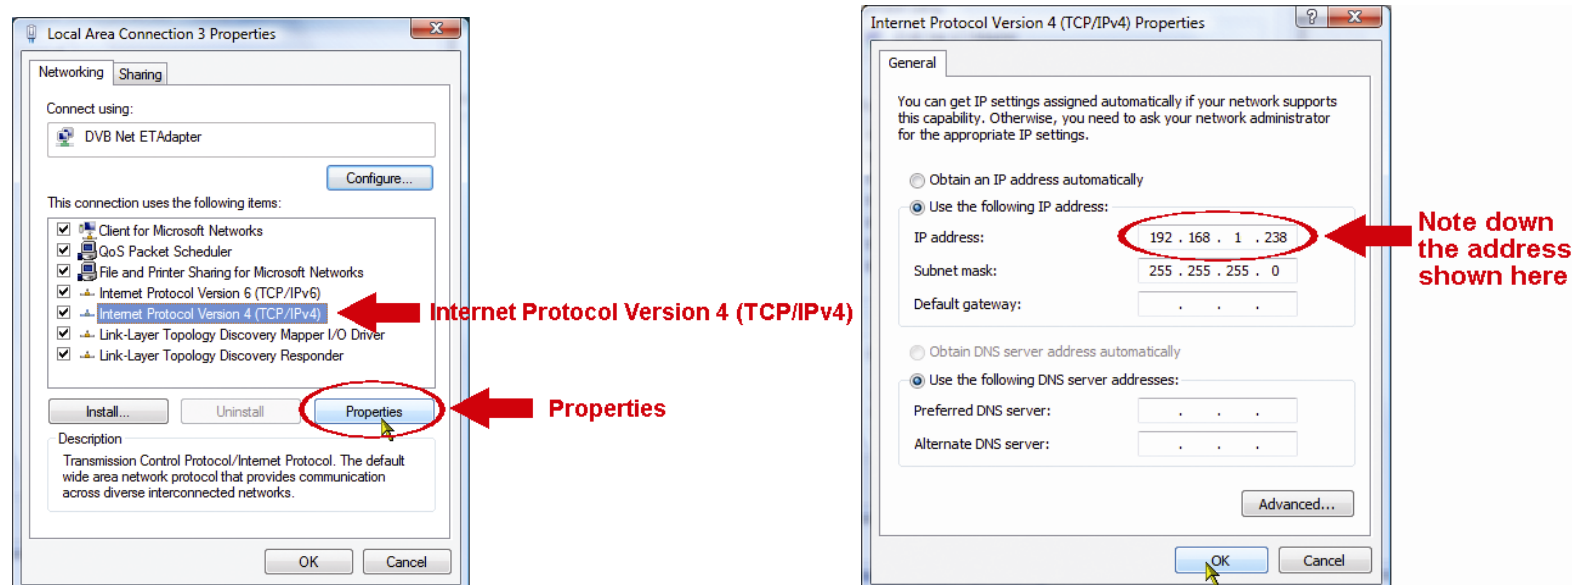 Local Area Connection 3 Properties
Networking
Sharing
Connect using:
DVB Net ETAdapter
Configure...
This connection uses the following items:
Client for Microsoft Networks
QoS Packet Scheduler
File and Printer Sharing for Microsoft Networks
Internet Protocol Version 6 (TCP/IPv6)
Internet Protocol Version 4 (TCP/IPv4)
Link-Layer Topology Discovery Mapper I/O Driver
Link-Layer Topology Discovery Responder
Internet Protocol Version 4 (TCP/IPv4)
Install...
Uninstall
Properties
Properties
Description
Transmission Control Protocol/Internet Protocol. The default
wide area network protocol that provides communication
across diverse interconnected networks.
OK
Cancel
Internet Protocol Version 4 (TCP/IPv4) Properties
General
You can get IP settings assigned automatically if your network supports
this capability. Otherwise, you need to ask your network administrator
for the appropriate IP settings.
Obtain an IP address automatically
Use the following IP address:
IP address:
192 . 168 . 1 . 238
Subnet mask:
255 . 255 . 255 . 0
Default gateway:
. . .
Note down
the address
shown here
Obtain DNS server address automatically
Use the following DNS server addresses:
Preferred DNS server:
. . .
Alternate DNS server:
. . .
Advanced...
OK
Cancel